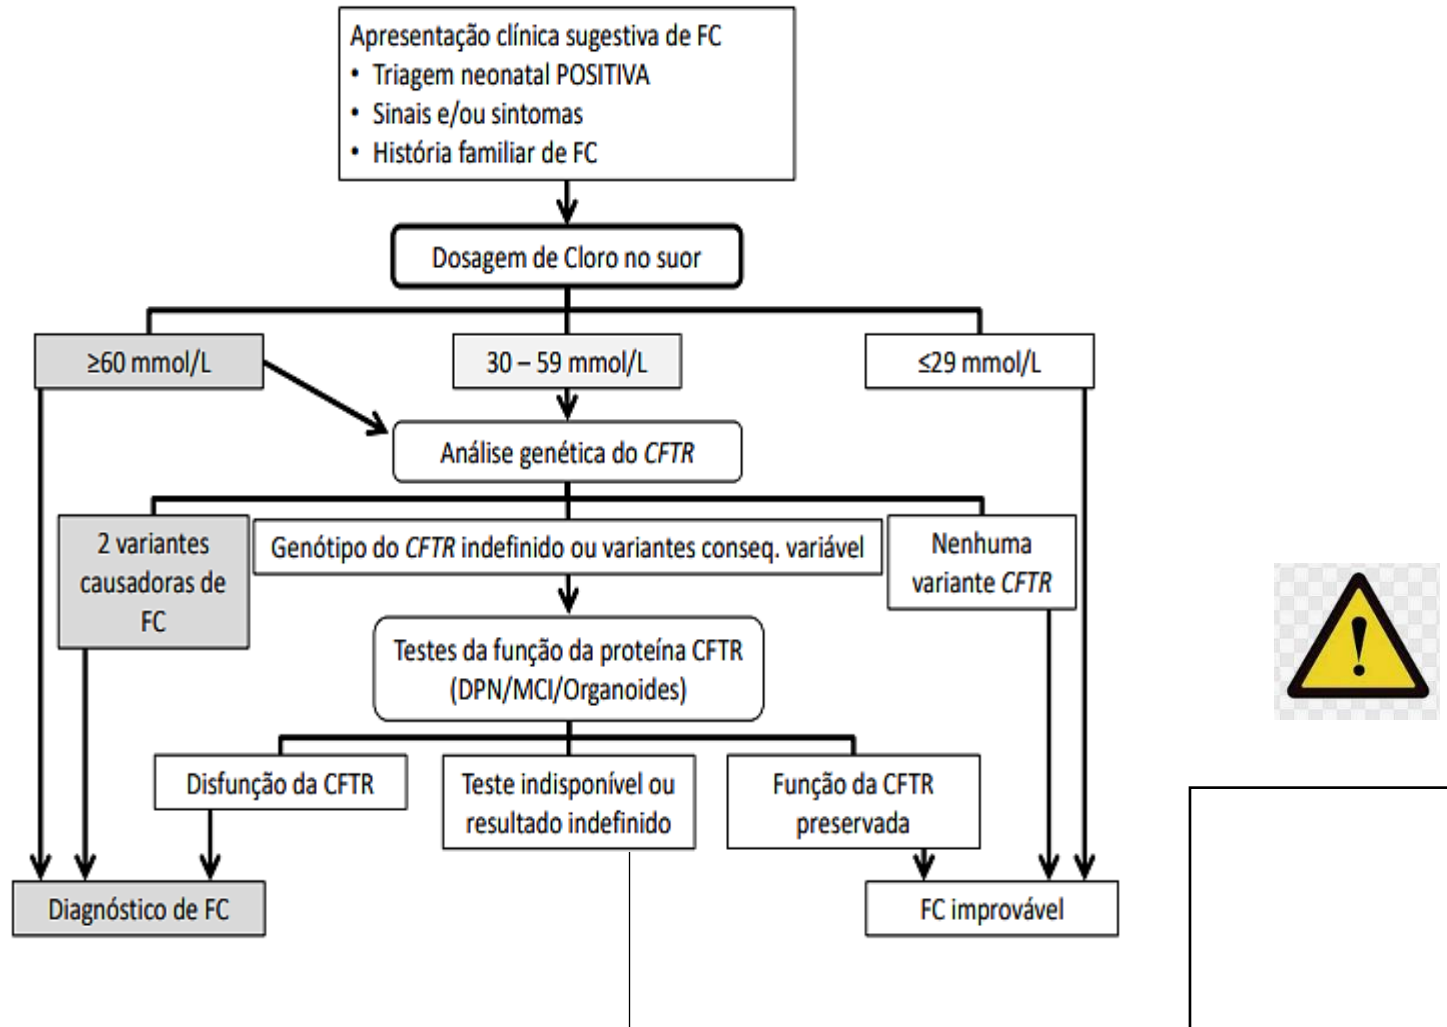 Apresentação clínica sugestiva de FC
• Triagem neonatal POSITIVA
• Sinais e/ou sintomas
• História familiar de FC
Dosagem de Cloro no suor
≥60 mmol/L
30 – 59 mmol/L
≤29 mmol/L
Análise genética do CFTR
2 variantes
causadoras de
FC
Genótipo do CFTR indefinido ou variantes conseq. variável
Nenhuma
variante CFTR
Testes da função da proteína CFTR
(DPN/MCI/Organoides)
Disfunção da CFTR
Teste indisponível ou
resultado indefinido
Função da CFTR
preservada
Diagnóstico de FC
FC improvável
!